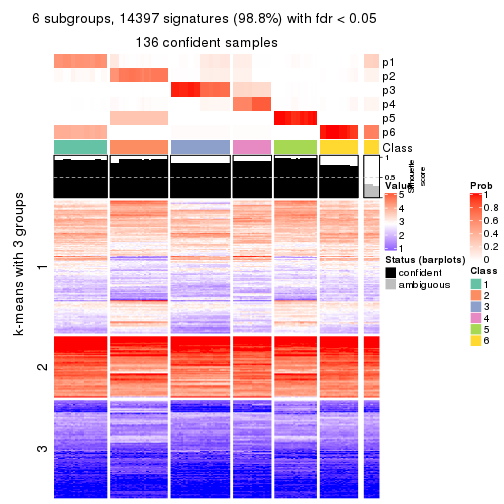 6 subgroups, 14397 signatures (98.8%) with fdr < 0.05
136 confident samples
p1
p2
p3
p4
p5
p6
Class
1
0.5
Silhouette
score
k-means with 3 groups
1
2
3
Value
5
4
3
2
1
Status (barplots)
confident
ambiguous
Prob
1
0.8
0.6
0.4
0.2
0
Class
1
2
3
4
5
6